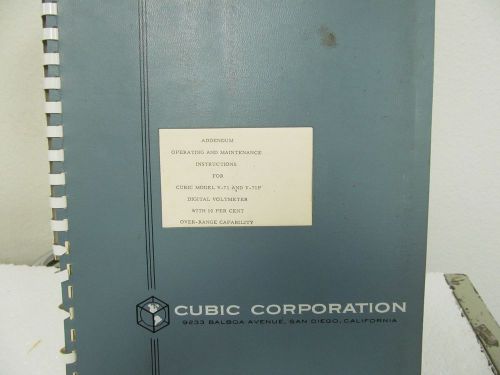 ADDENDUM
OPERATING AND MAINTENANCE
INSTRUCTIONS
FOR
CUBIC MODEL V-71 AND V-71P
DIGITAL VOLTMETER
WITH 10 PER CENT
OVER-RANGE CAPABILITY
CUBIC CORPORATION
9233 BALBOA AVENUE, SAN DIEGO, CALIFORNIA